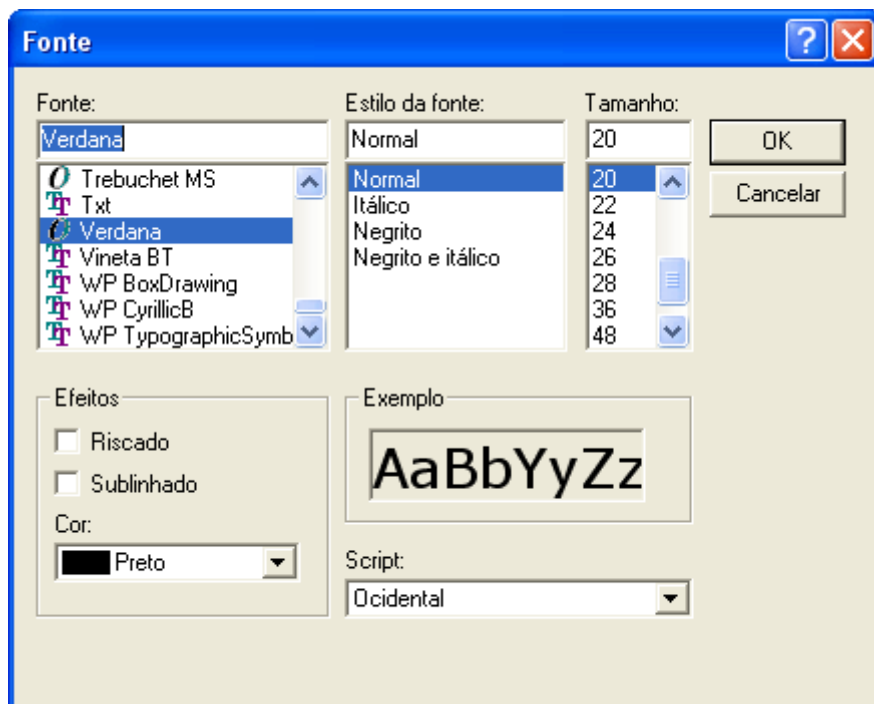 Fonte
Fonte:
Verdana
Trebuchet MS
Txt
Verdana
Vineta BT
WP BoxDrawing
WP CyrillicB
WP TypographicSymb
Estilo da fonte:
Normal
Normal
Itálico
Negrito
Negrito e itálico
Tamanho:
20
20
22
24
26
28
36
48
OK
Cancelar
Efeitos
Riscado
Sublinhado
Cor:
Preto
Exemplo
AaBbYyZz
Script:
Ocidental